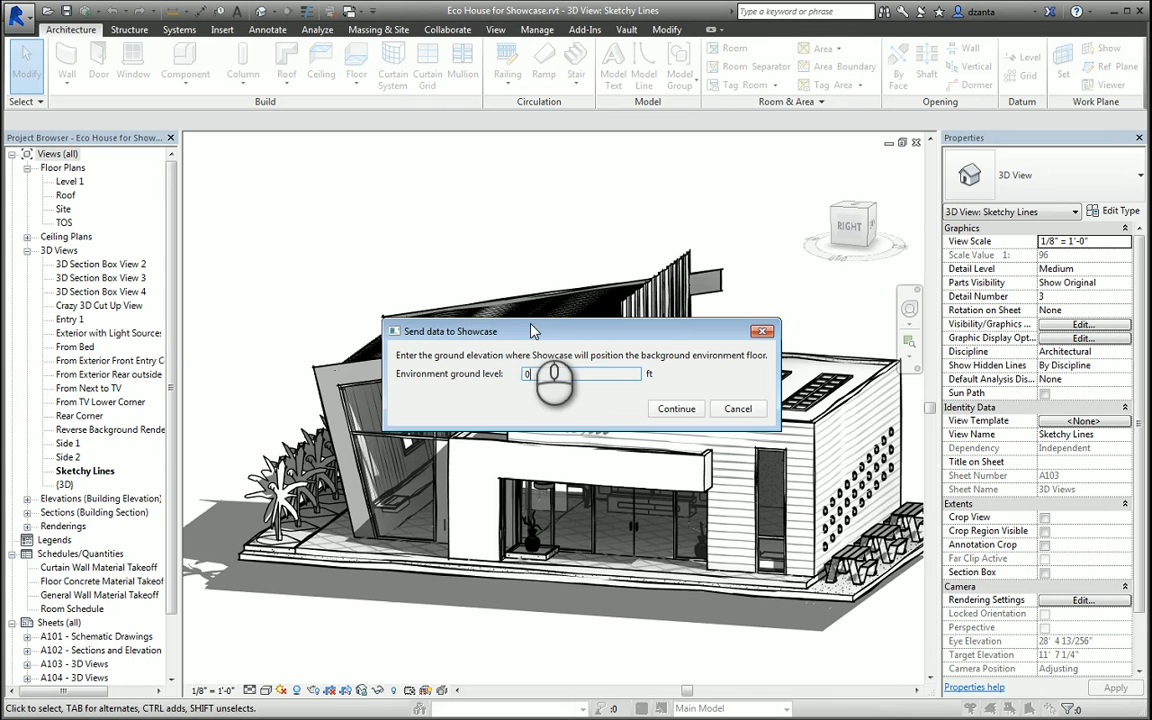 Eco House for Showcase.rvt - 3D View: Sketchy Lines
Type a keyword or phrase
dzanta
Architecture Structure Systems Insert Annotate Analyze Massing & Site Collaborate View Manage Add-Ins Vault Modify
Modify
Wall Door Window Component Column Roof Ceiling Floor Curtain System Curtain Grid Mullion
Railing Ramp Stair
Model Text Model Line Model Group
Room
Room Separator
Tag Room
Area
Area Boundary
Tag Area
By Face Shaft
Wall
Vertical
Dormer
Level
Grid
Set
Show
Ref Plane
Viewer
Select Build Circulation Model Room & Area Opening Datum Work Plane
Project Browser - Eco House for Show...
Views (all)
Floor Plans
Level 1
Roof
Site
TOS
Ceiling Plans
3D Views
3D Section Box View 2
3D Section Box View 3
3D Section Box View 4
Crazy 3D Cut Up View
Entry 1
Exterior with Light Source
From Bed
From Exterior Front Entry C
From Exterior Rear outside
From Next to TV
From TV Lower Corner
Rear Corner
Reverse Background Rende
Side 1
Side 2
Sketchy Lines
{3D}
Elevations (Building Elevation)
Sections (Building Section)
Renderings
Legends
Schedules/Quantities
Curtain Wall Material Takeoff
Floor Concrete Material Takeof
Wall Material Takeoff
Room Schedule
Sheets (all)
A101 - Schematic Drawings
A102 - Sections and Elevation
A103 - 3D Views
A104 - 3D Views
RIGHT
Send data to Showcase
Enter the ground elevation where Showcase will position the background environment floor.
Environment ground level: 0 ft
Continue Cancel
Properties
3D View
3D View: Sketchy Lines Edit Type
Graphics
View Scale 1/8" = 1'-0"
Scale Value 1: 96
Detail Level Medium
Parts Visibility Show Original
Detail Number 3
Rotation on Sheet None
Visibility/Graphics ... Edit...
Graphic Display Opti... Edit...
Discipline Architectural
Show Hidden Lines By Discipline
Default Analysis Dis... None
Sun Path
Identity Data
View Template <None>
View Name Sketchy Lines
Dependency Independent
Title on Sheet
Sheet Number A103
Sheet Name 3D Views
Extents
Crop View
Crop Region Visible
Annotation Crop
Far Clip Active
Section Box
Camera
Rendering Settings Edit...
Locked Orientation
Perspective
Eye Elevation 28' 4 13/256"
Target Elevation 11' 7 1/4"
Camera Position Adjusting
Properties help Apply
1/8" = 1'-0"
Click to select, TAB for alternates, CTRL adds, SHIFT unselects.
:0
Main Model
:0